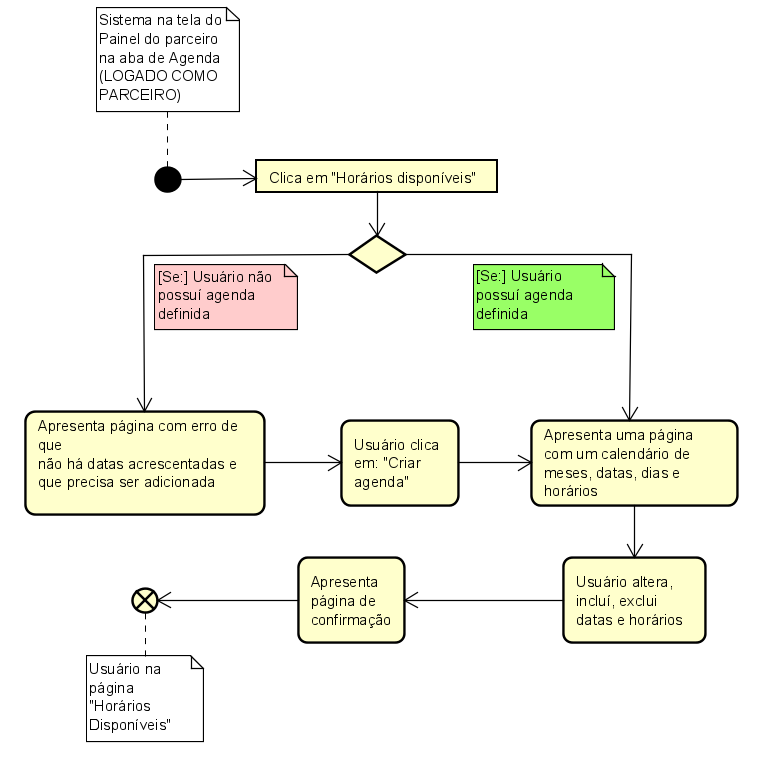 Sistema na tela do
Painel do parceiro
na aba de Agenda
(LOGADO COMO
PARCEIRO)
Clica em "Horários disponíveis"
[Se:] Usuário não
possuí agenda
definida
[Se:] Usuário
possuí agenda
definida
Apresenta página com erro de
que
não há datas acrescentadas e
que precisa ser adicionada
Usuário clica
em: "Criar
agenda"
Apresenta uma página
com um calendário de
meses, datas, dias e
horários
Usuário altera,
incluí, exclui
datas e horários
Apresenta
página de
confirmação
Usuário na
página
"Horários
Disponíveis"